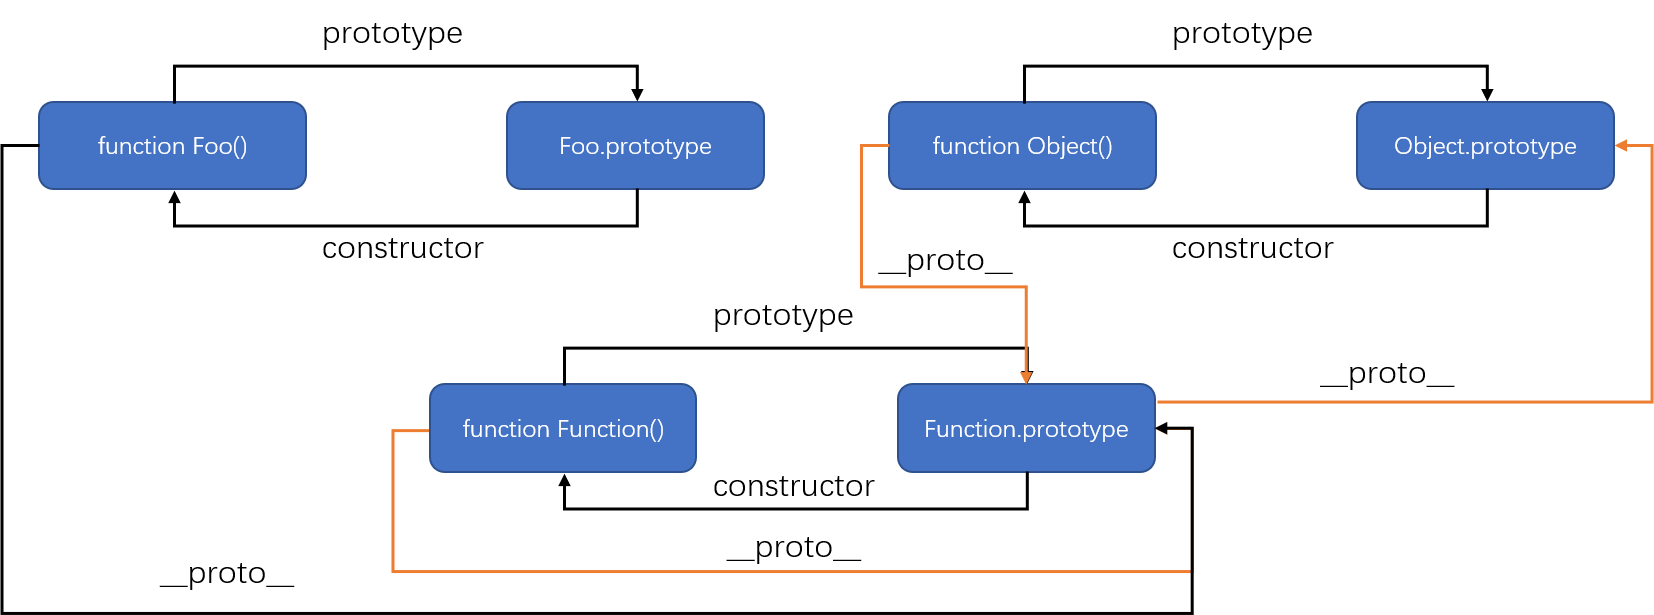 prototype
prototype
function Foo()
Foo.prototype
function Object()
Object.prototype
constructor
constructor
__proto__
prototype
__proto__
function Function()
Function.prototype
constructor
__proto__
__proto__